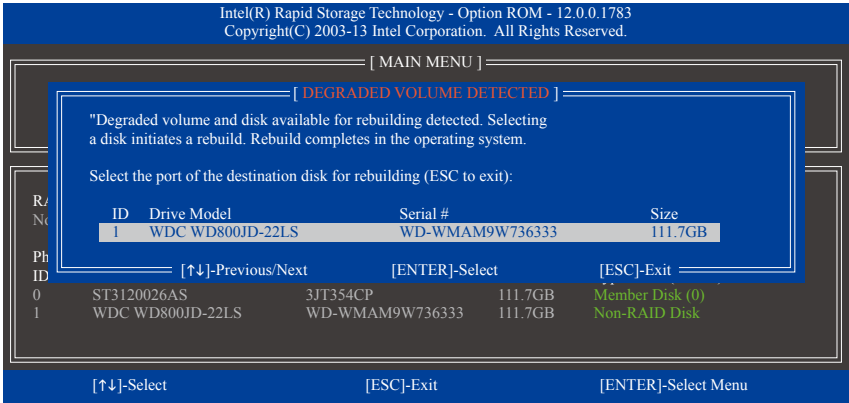 Intel(R) Rapid Storage Technology - Option ROM - 12.0.0.1783
Copyright(C) 2003-13 Intel Corporation. All Rights Reserved.
[ MAIN MENU ]
[ DEGRADED VOLUME DETECTED ]
"Degraded volume and disk available for rebuilding detected. Selecting
a disk initiates a rebuild. Rebuild completes in the operating system.
Select the port of the destination disk for rebuilding (ESC to exit):
ID Drive Model Serial # Size
1 WDC WD800JD-22LS WD-WMAM9W736333 111.7GB
[↑↓]-Previous/Next [ENTER]-Select [ESC]-Exit
0 ST3120026AS 3JT354CP 111.7GB Member Disk (0)
1 WDC WD800JD-22LS WD-WMAM9W736333 111.7GB Non-RAID Disk
[↑↓]-Select [ESC]-Exit [ENTER]-Select Menu